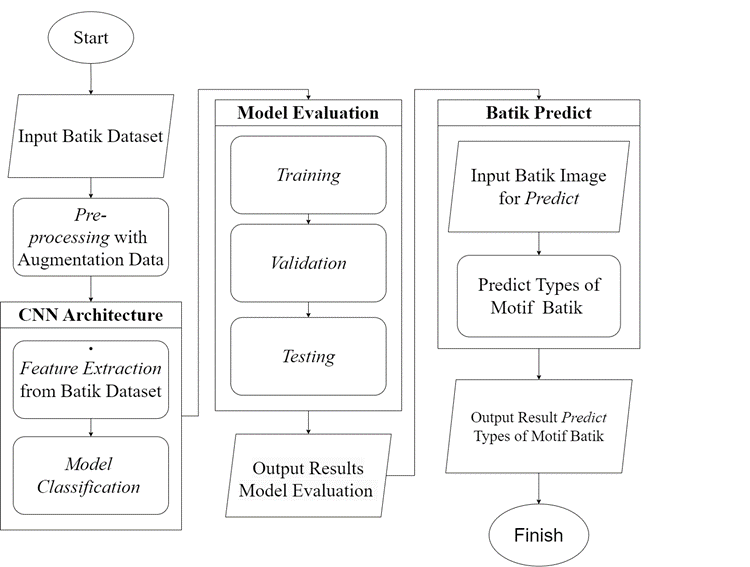 Start
Input Batik Dataset
Pre-
processing with
Augmentation Data
CNN Architecture
Feature Extraction
from Batik Dataset
Model
Classification
Model Evaluation
Training
Validation
Testing
Output Results
Model Evaluation
Batik Predict
Input Batik Image
for Predict
Predict Types of
Motif Batik
Output Result Predict
Types of Motif Batik
Finish